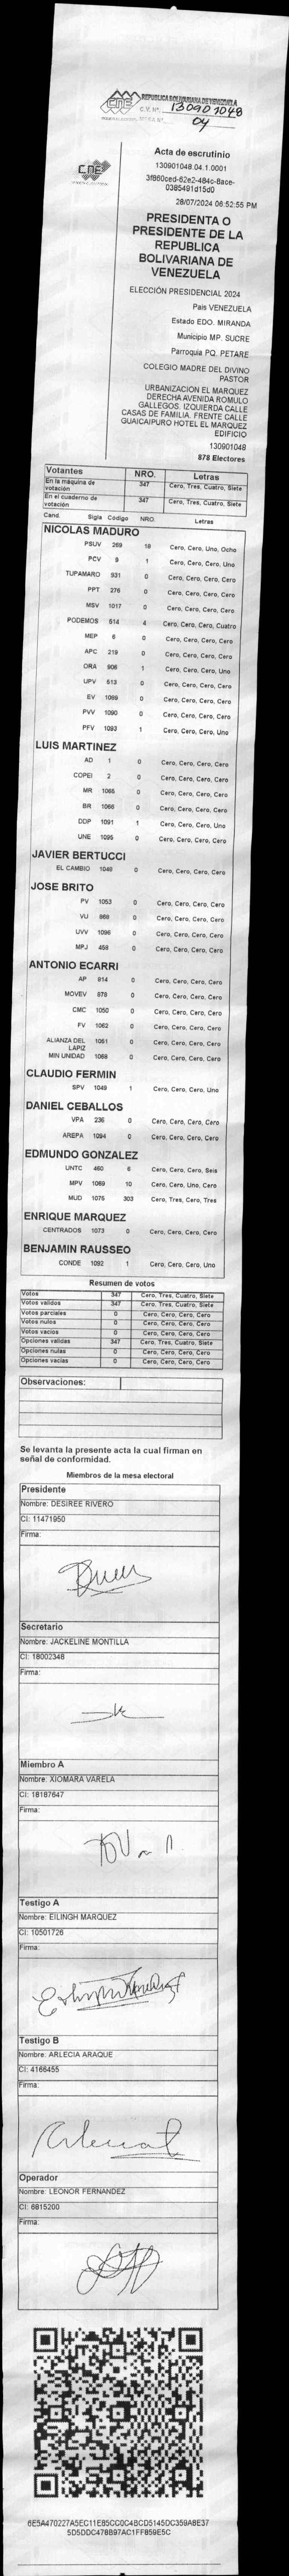 CNE
REPUBLICA BOLIVARIANA DE VENEZUELA
C.V. Nº: 130901048
MESA Nº: 04
CNE
Acta de escrutinio
130901048.04.1.0001
3f860ced-62e2-484c-8ace-
0385491d15d0
28/07/2024 06:52:55 PM
PRESIDENTA O
PRESIDENTE DE LA
REPUBLICA
BOLIVARIANA DE
VENEZUELA
ELECCIÓN PRESIDENCIAL 2024
Pais VENEZUELA
Estado EDO. MIRANDA
Municipio MP. SUCRE
Parroquia PQ. PETARE
COLEGIO MADRE DEL DIVINO
PASTOR
URBANIZACION EL MARQUEZ
DERECHA AVENIDA ROMULO
GALLEGOS. IZQUIERDA CALLE
CASAS DE FAMILIA. FRENTE CALLE
GUAICAIPURO HOTEL EL MARQUEZ
EDIFICIO
130901048
878 Electores
Votantes NRO. Letras
En la máquina de votación 347 Cero, Tres, Cuatro, Siete
En el cuaderno de votación 347 Cero, Tres, Cuatro, Siete
Cand. Sigla Código NRO. Letras
NICOLAS MADURO
PSUV 269 18 Cero, Cero, Uno, Ocho
PCV 9 1 Cero, Cero, Cero, Uno
TUPAMARO 931 0 Cero, Cero, Cero, Cero
PPT 276 0 Cero, Cero, Cero, Cero
MSV 1017 0 Cero, Cero, Cero, Cero
PODEMOS 514 4 Cero, Cero, Cero, Cuatro
MEP 6 0 Cero, Cero, Cero, Cero
APC 219 0 Cero, Cero, Cero, Cero
ORA 906 1 Cero, Cero, Cero, Uno
UPV 513 0 Cero, Cero, Cero, Cero
EV 1089 0 Cero, Cero, Cero, Cero
PVV 1090 0 Cero, Cero, Cero, Cero
PFV 1093 1 Cero, Cero, Cero, Uno
LUIS MARTINEZ
AD 1 0 Cero, Cero, Cero, Cero
COPEI 2 0 Cero, Cero, Cero, Cero
MR 1065 0 Cero, Cero, Cero, Cero
BR 1066 0 Cero, Cero, Cero, Cero
DDP 1091 1 Cero, Cero, Cero, Uno
UNE 1095 0 Cero, Cero, Cero, Cero
JAVIER BERTUCCI
EL CAMBIO 1048 0 Cero, Cero, Cero, Cero
JOSE BRITO
PV 1053 0 Cero, Cero, Cero, Cero
VU 868 0 Cero, Cero, Cero, Cero
UVV 1096 0 Cero, Cero, Cero, Cero
MPJ 458 0 Cero, Cero, Cero, Cero
ANTONIO ECARRI
AP 814 0 Cero, Cero, Cero, Cero
MOVEV 878 0 Cero, Cero, Cero, Cero
CMC 1050 0 Cero, Cero, Cero, Cero
FV 1062 0 Cero, Cero, Cero, Cero
ALIANZA DEL LAPIZ 1061 0 Cero, Cero, Cero, Cero
MIN UNIDAD 1068 0 Cero, Cero, Cero, Cero
CLAUDIO FERMIN
SPV 1049 1 Cero, Cero, Cero, Uno
DANIEL CEBALLOS
VPA 236 0 Cero, Cero, Cero, Cero
AREPA 1094 0 Cero, Cero, Cero, Cero
EDMUNDO GONZALEZ
UNTC 460 6 Cero, Cero, Cero, Seis
MPV 1069 10 Cero, Cero, Uno, Cero
MUD 1075 303 Cero, Tres, Cero, Tres
ENRIQUE MARQUEZ
CENTRADOS 1073 0 Cero, Cero, Cero, Cero
BENJAMIN RAUSSEO
CONDE 1092 1 Cero, Cero, Cero, Uno
Resumen de votos
Votos 347 Cero, Tres, Cuatro, Siete
Votos validos 347 Cero, Tres, Cuatro, Siete
Votos parciales 0 Cero, Cero, Cero, Cero
Votos nulos 0 Cero, Cero, Cero, Cero
Votos vacios 0 Cero, Cero, Cero, Cero
Opciones validas 347 Cero, Tres, Cuatro, Siete
Opciones nulas 0 Cero, Cero, Cero, Cero
Opciones vacias 0 Cero, Cero, Cero, Cero
Observaciones:
Se levanta la presente acta la cual firman en
señal de conformidad.
Miembros de la mesa electoral
Presidente
Nombre: DESIREE RIVERO
CI: 11471950
Firma:
Secretario
Nombre: JACKELINE MONTILLA
CI: 18002346
Firma:
Miembro A
Nombre: XIOMARA VARELA
CI: 18187647
Firma:
Testigo A
Nombre: EILINGH MARQUEZ
CI: 10501726
Firma:
Testigo B
Nombre: ARLECIA ARAQUE
CI: 4166455
Firma:
Operador
Nombre: LEONOR FERNANDEZ
CI: 6815200
Firma:
6E5A470227A5EC11E85CC0C4BCD5145DC359A8E37
5D5DDC478B97AC1FF859E5C